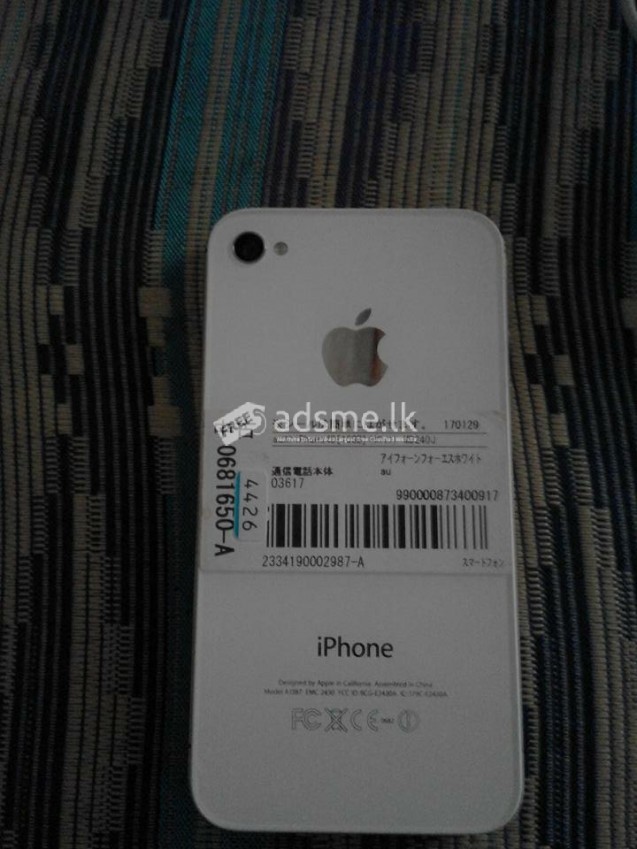 170129
FREE adsme.lk
アイフォーンフォーエスホワイト
通信電話本体
au
03617
990000873400917
0681650-A
4426
2334190002987-A
スマートフォン
iPhone
Designed by Apple in California. Assembled in China